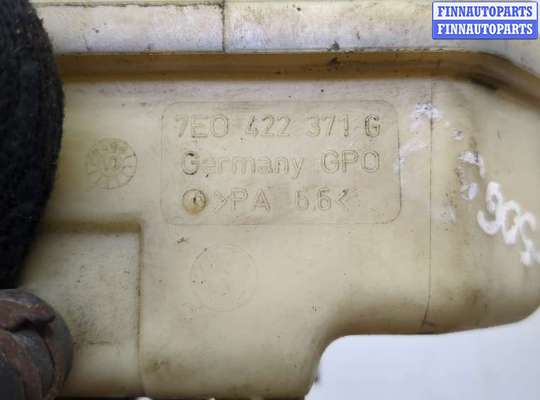 FINNAUTOPARTS
FINNAUTOPARTS
7E0 422 371 G
Germany GPO
>PA 6.6<